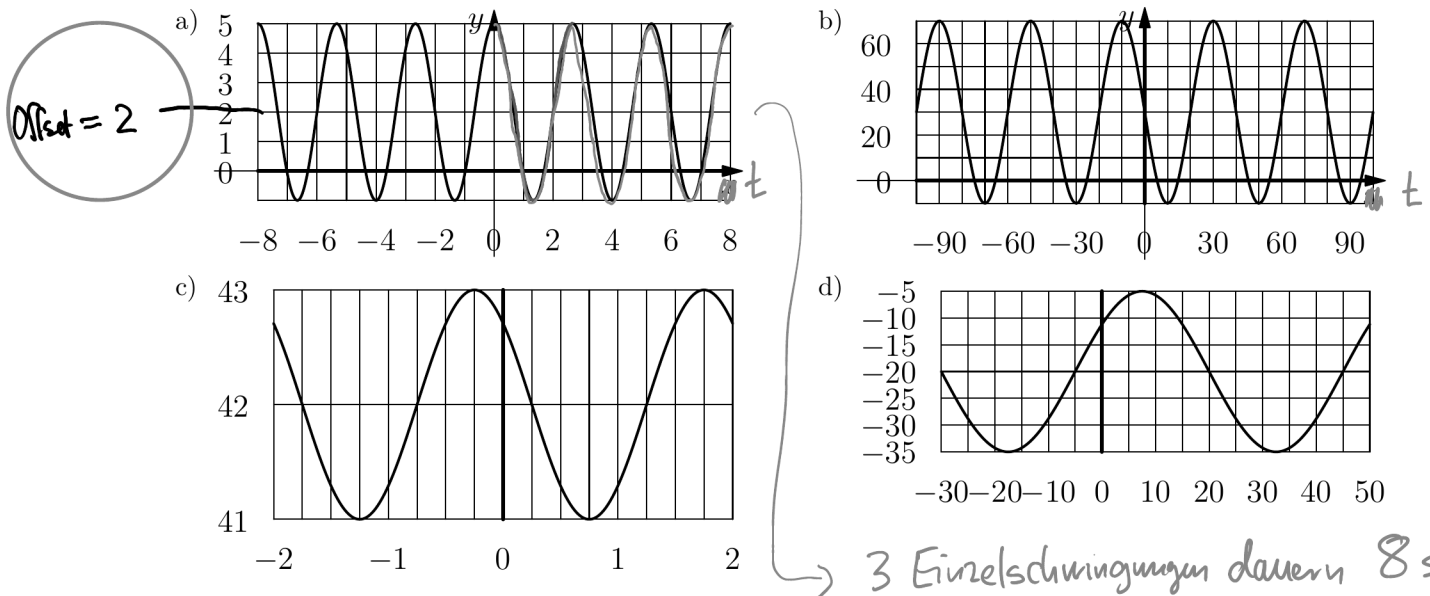 a)
5
4
3
2
1
0
y
t
−8 −6 −4 −2 0 2 4 6 8
Offset = 2
b)
60
40
20
0
y
t
−90 −60 −30 0 30 60 90
c)
43
42
41
−2 −1 0 1 2
d)
−5
−10
−15
−20
−25
−30
−35
−30 −20 −10 0 10 20 30 40 50
3 Einzelschwingungen dauern 8 s